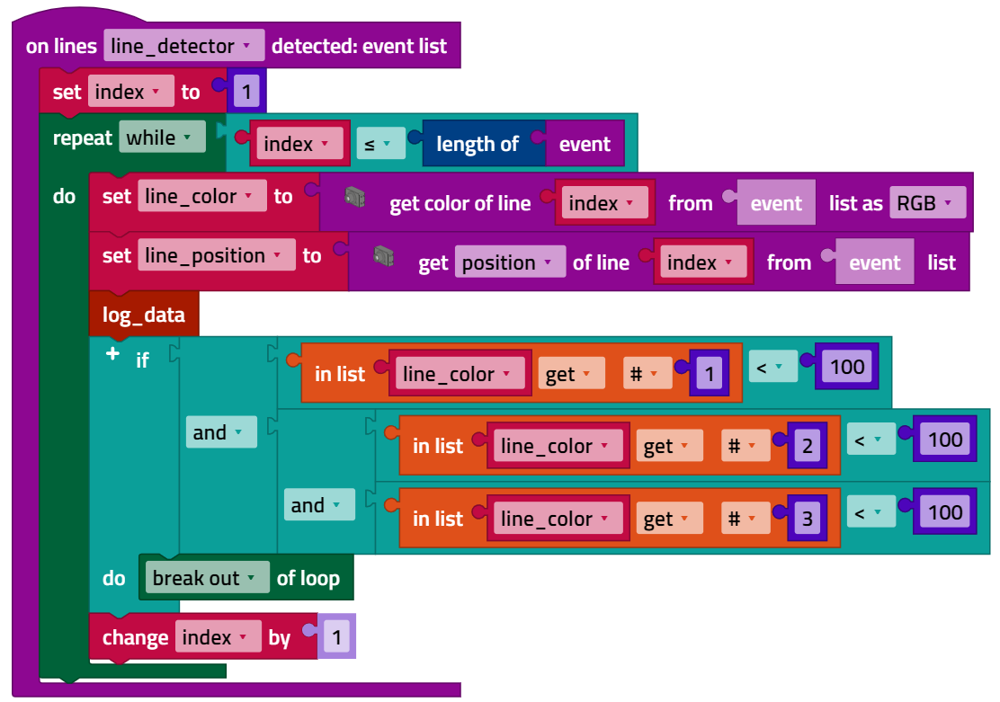 on lines line_detector detected: event list
set index to 1
repeat while index ≤ length of event
do set line_color to get color of line index from event list as RGB
set line_position to get position of line index from event list
log_data
+ if in list line_color get # 1 < 100
and in list line_color get # 2 < 100
and in list line_color get # 3 < 100
do break out of loop
change index by 1